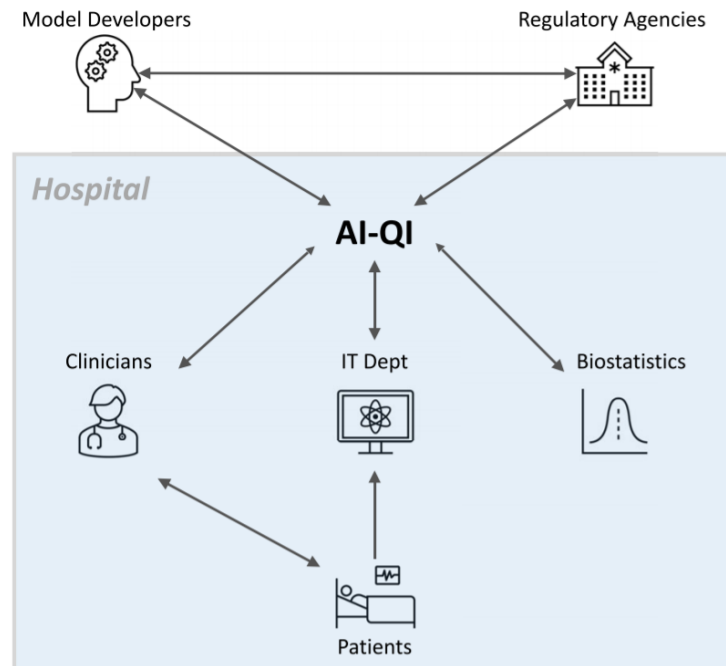 Model Developers
Regulatory Agencies
Hospital
AI-QI
Clinicians
IT Dept
Biostatistics
Patients